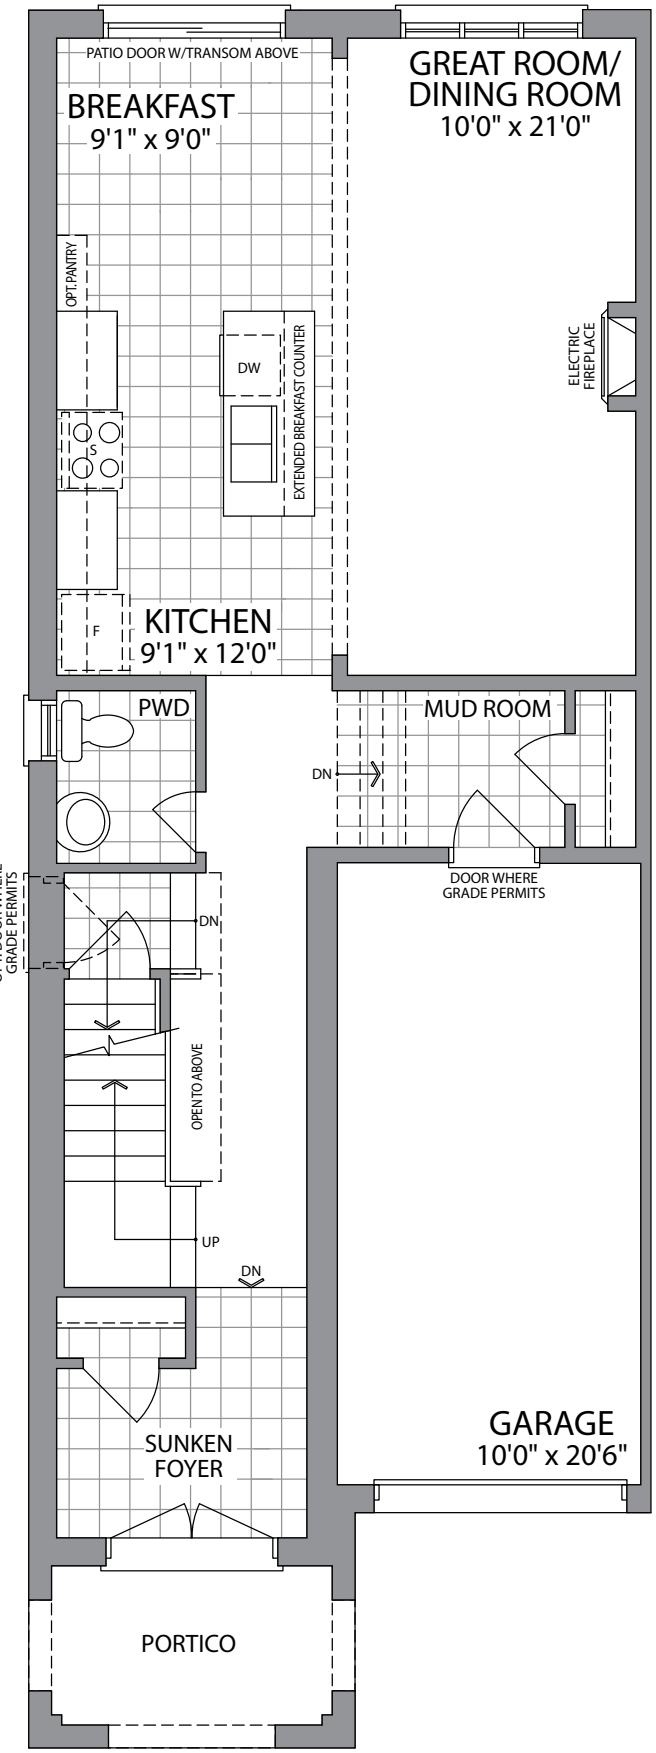 PATIO DOOR W/TRANSOM ABOVE
BREAKFAST
9'1" x 9'0"
GREAT ROOM/
DINING ROOM
10'0" x 21'0"
OPT. PANTRY
DW
EXTENDED BREAKFAST COUNTER
ELECTRIC
FIREPLACE
S
F
KITCHEN
9'1" x 12'0"
PWD
MUD ROOM
DN
DOOR WHERE
GRADE PERMITS
GRADE PERMITS
DN
OPEN TO ABOVE
UP
DN
SUNKEN
FOYER
GARAGE
10'0" x 20'6"
PORTICO